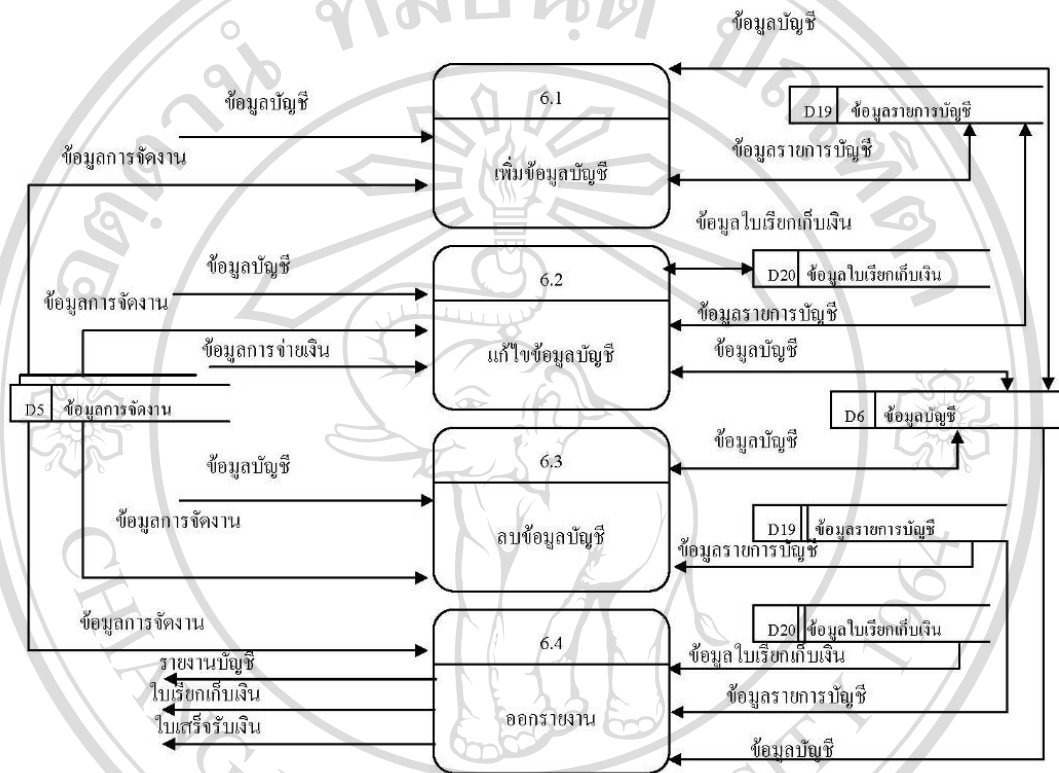 ข้อมูลบัญชี
6.1
เพิ่มข้อมูลบัญชี
ข้อมูลบัญชี
ข้อมูลการจัดงาน
D19 ข้อมูลรายการบัญชี
ข้อมูลรายการบัญชี
ข้อมูลใบเรียกเก็บเงิน
6.2
แก้ไขข้อมูลบัญชี
ข้อมูลบัญชี
ข้อมูลการจัดงาน
ข้อมูลการจ่ายเงิน
D20 ข้อมูลใบเรียกเก็บเงิน
ข้อมูลรายการบัญชี
ข้อมูลบัญชี
D5 ข้อมูลการจัดงาน
D6 ข้อมูลบัญชี
6.3
ลบข้อมูลบัญชี
ข้อมูลบัญชี
ข้อมูลบัญชี
ข้อมูลการจัดงาน
D19 ข้อมูลรายการบัญชี
ข้อมูลรายการบัญชี
6.4
ออกรายงาน
ข้อมูลการจัดงาน
รายงานบัญชี
ใบเรียกเก็บเงิน
ใบเสร็จรับเงิน
D20 ข้อมูลใบเรียกเก็บเงิน
ข้อมูลใบเรียกเก็บเงิน
ข้อมูลรายการบัญชี
ข้อมูลบัญชี
1964